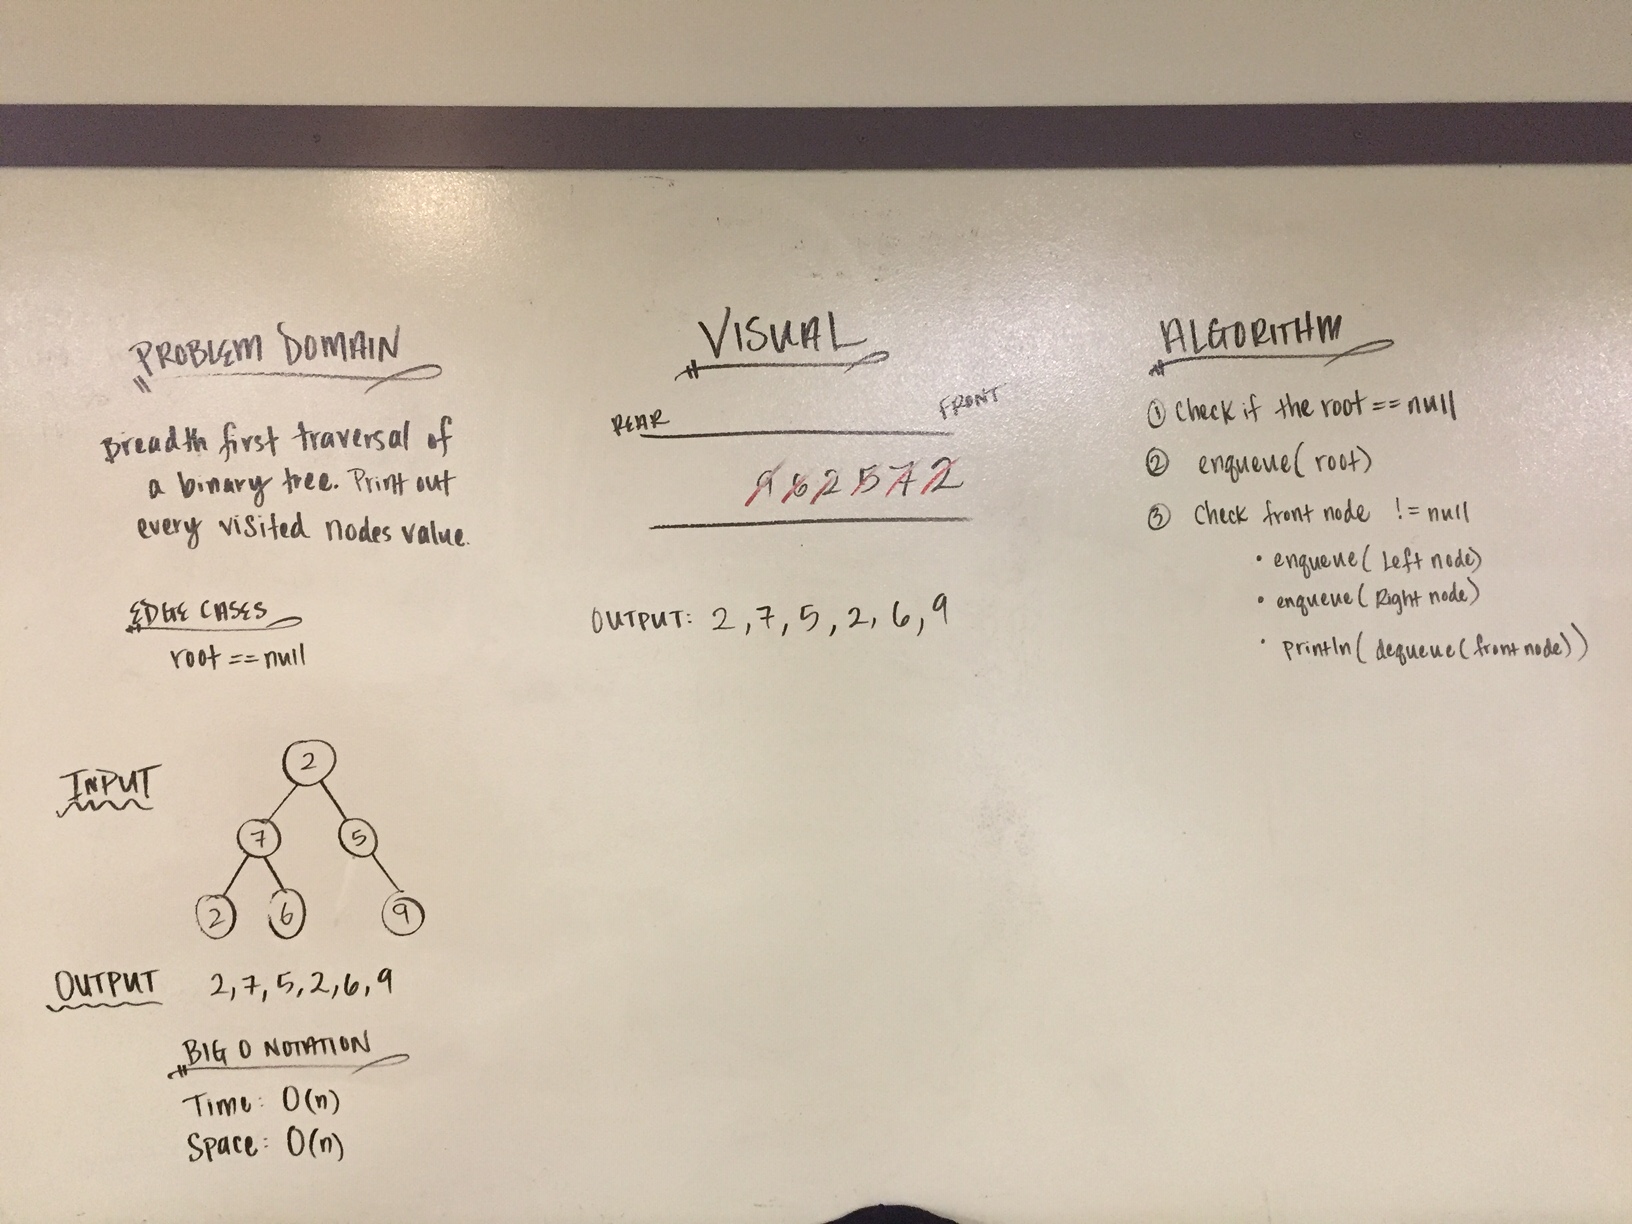 PROBLEM DOMAIN
Breadth first traversal of
a binary tree. Print out
every visited nodes value.
EDGE CASES
root == null
INPUT
2
7 5
2 6 9
OUTPUT 2,7,5,2,6,9
BIG O NOTATION
Time: O(n)
Space: O(n)
VISUAL
REAR FRONT
9 6 2 5 7 2
OUTPUT: 2,7,5,2,6,9
ALGORITHM
① Check if the root == null
② enqueue( root)
③ Check front node != null
• enqueue( Left node)
• enqueue( Right node)
• println( dequeue( front node))